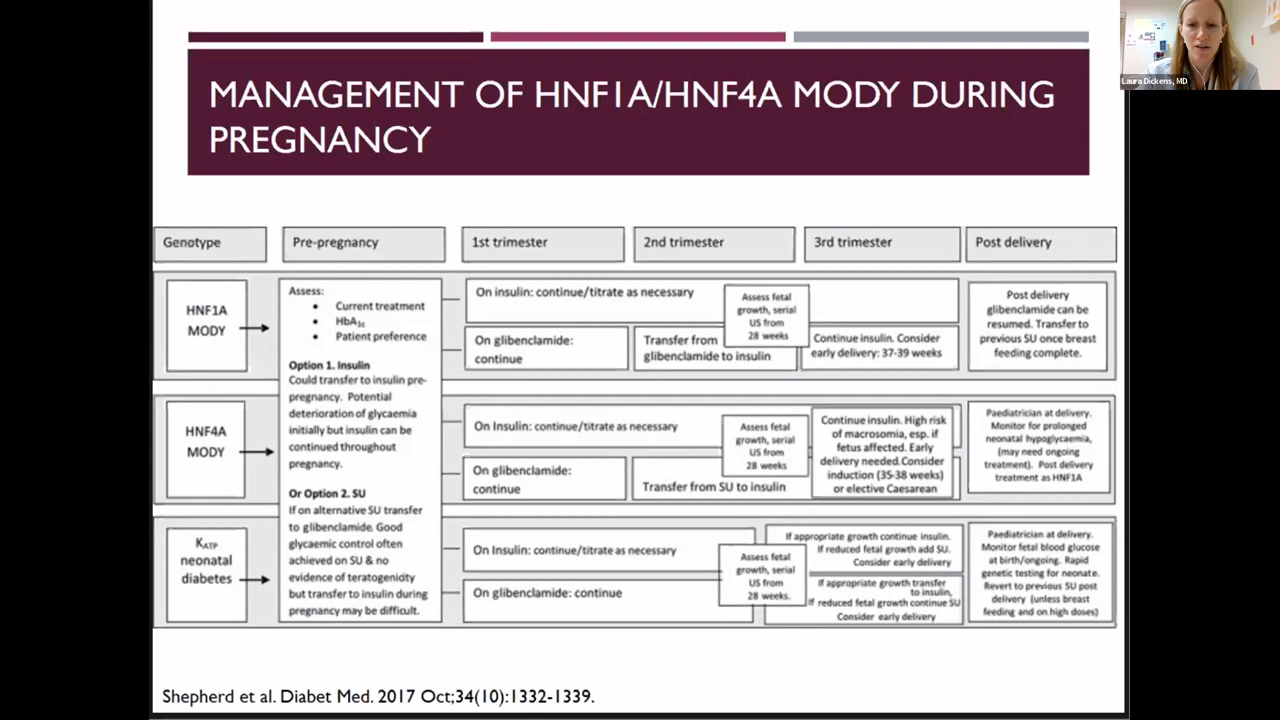 Laura Dickens, MD
MANAGEMENT OF HNF1A/HNF4A MODY DURING
PREGNANCY
Genotype
Pre-pregnancy
1st trimester
2nd trimester
3rd trimester
Post delivery
HNF1A
MODY
Assess:
• Current treatment
• HbA1c
• Patient preference
Option 1. Insulin
Could transfer to insulin pre-
pregnancy. Potential
deterioration of glycaemia
initially but insulin can be
continued throughout
pregnancy.
Or Option 2. SU
If on alternative SU transfer
to glibenclamide. Good
glycaemic control often
achieved on SU & no
evidence of teratogenicity
but transfer to insulin during
pregnancy may be difficult.
On insulin: continue/titrate as necessary
On glibenclamide:
continue
Transfer from
glibenclamide to insulin
Assess fetal
growth, serial
US from
28 weeks
Continue insulin. Consider
early delivery: 37-39 weeks
Post delivery
glibenclamide can be
resumed. Transfer to
previous SU once breast
feeding complete.
HNF4A
MODY
On Insulin: continue/titrate as necessary
On glibenclamide:
continue
Transfer from SU to insulin
Assess fetal
growth, serial
US from
28 weeks
Continue insulin. High risk
of macrosomia, esp. if
fetus affected. Early
delivery needed.Consider
induction (35-38 weeks)
or elective Caesarean
Paediatrician at delivery.
Monitor for prolonged
neonatal hypoglycaemia,
(may need ongoing
treatment). Post delivery
treatment as HNF1A
KATP
neonatal
diabetes
On Insulin: continue/titrate as necessary
On glibenclamide: continue
Assess fetal
growth, serial
US from
28 weeks.
If appropriate growth continue insulin.
If reduced fetal growth add SU.
Consider early delivery
If appropriate growth transfer
to insulin,
if reduced fetal growth continue SU
Consider early delivery
Paediatrician at delivery.
Monitor fetal blood glucose
at birth/ongoing. Rapid
genetic testing for neonate.
Revert to previous SU post
delivery (unless breast
feeding and on high doses)
Shepherd et al. Diabet Med. 2017 Oct;34(10):1332-1339.